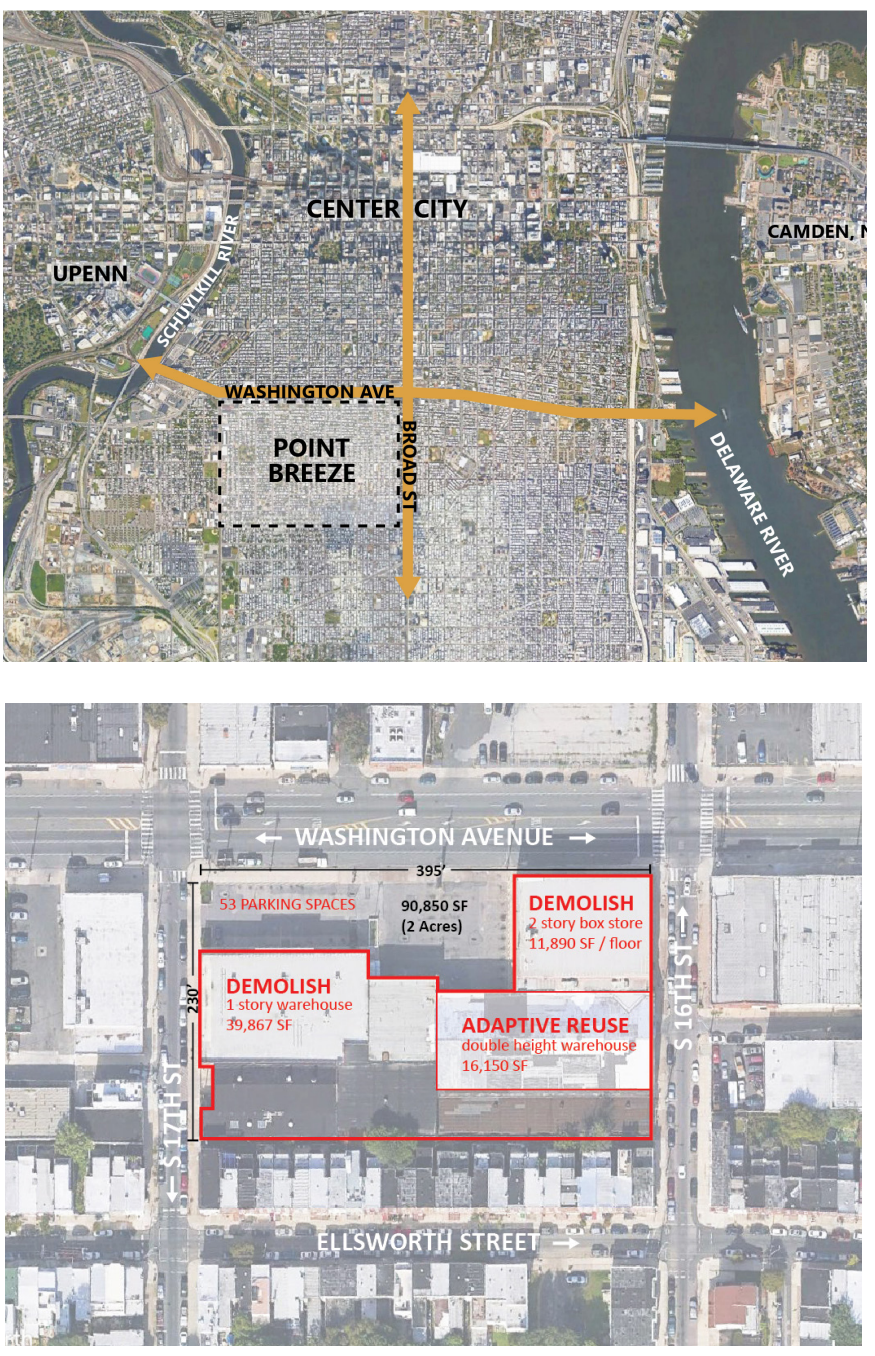 CENTER CITY
CAMDEN, N
UPENN
SCHUYLKILL RIVER
WASHINGTON AVE
POINT
BREEZE
BROAD ST
DELAWARE RIVER
← WASHINGTON AVENUE →
395'
53 PARKING SPACES
90,850 SF
(2 Acres)
DEMOLISH
2 story box store
11,890 SF / floor
DEMOLISH
1 story warehouse
39,867 SF
230'
ADAPTIVE REUSE
double height warehouse
16,150 SF
S 16TH ST →
← S 17TH ST
ELLSWORTH STREET →